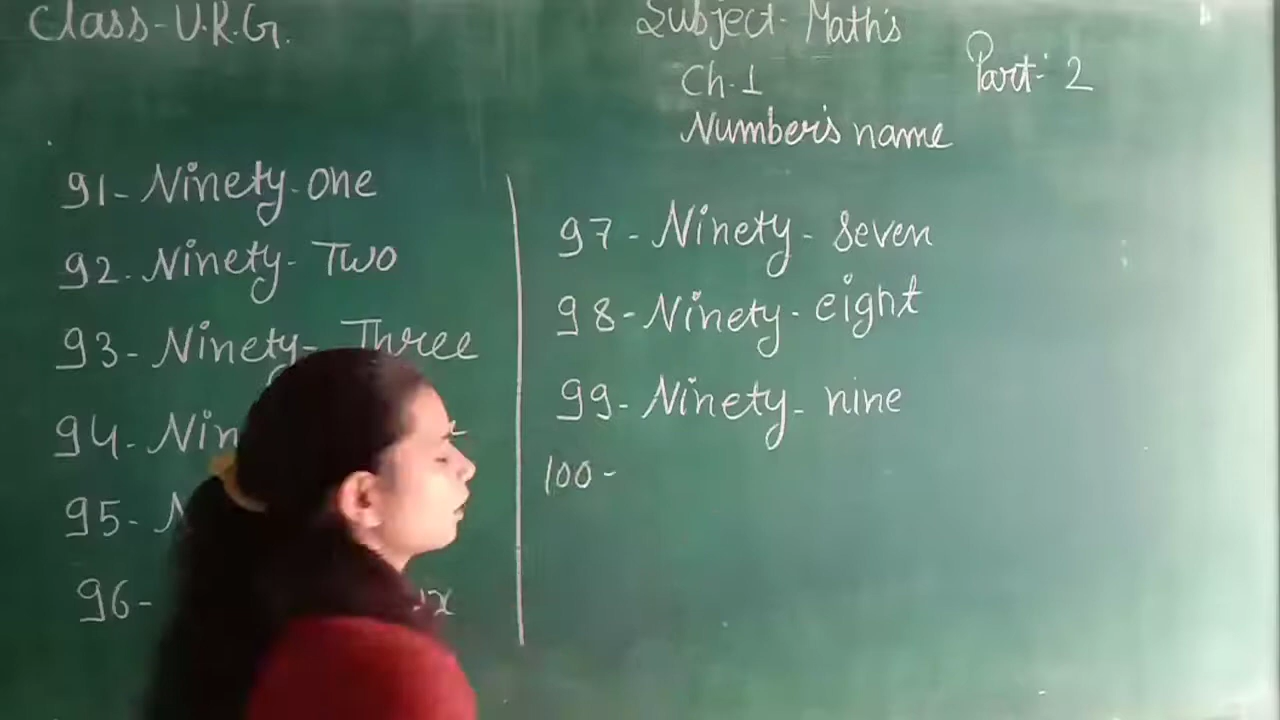 Class-U.K.G.
Subject- Math's
Ch.1
Part- 2
Number's name
91- Ninety-one
92- Ninety- Two
93- Ninety- Three
94-
95-
96-
97- Ninety- seven
98- Ninety- eight
99- Ninety- nine
100-